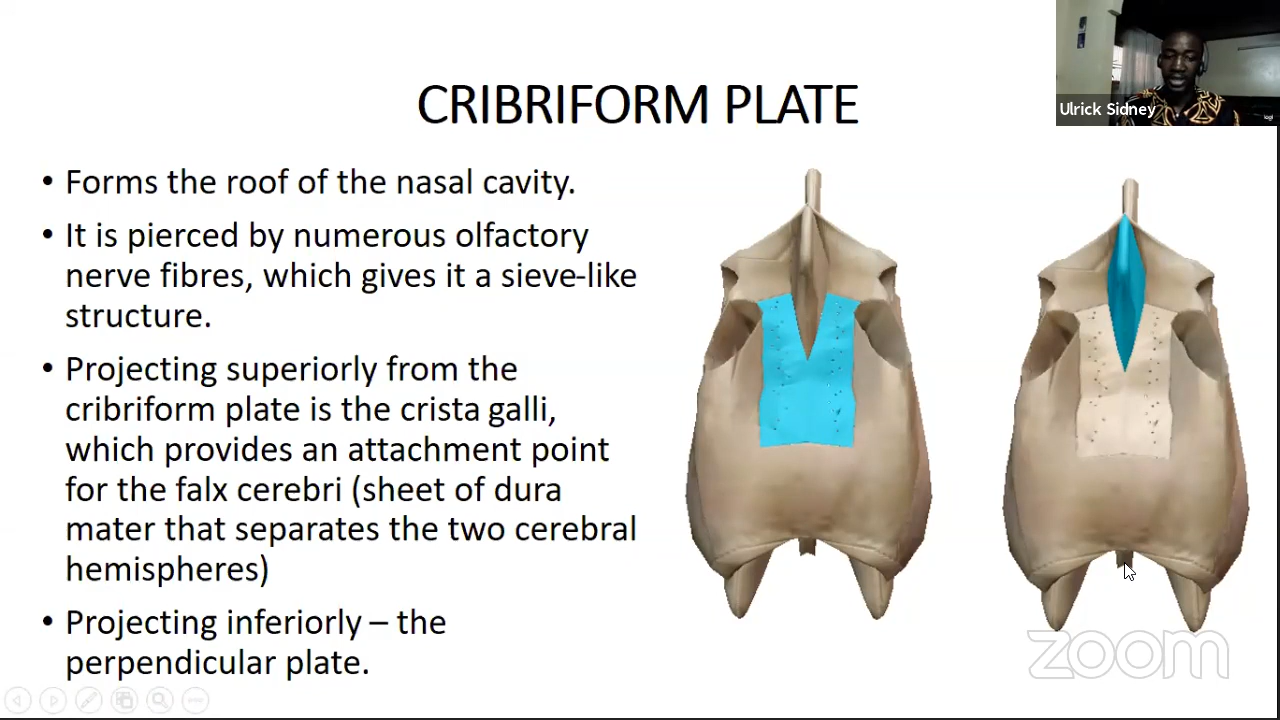 CRIBRIFORM PLATE
Ulrick Sidney
• Forms the roof of the nasal cavity.
• It is pierced by numerous olfactory
nerve fibres, which gives it a sieve-like
structure.
• Projecting superiorly from the
cribriform plate is the crista galli,
which provides an attachment point
for the falx cerebri (sheet of dura
mater that separates the two cerebral
hemispheres)
• Projecting inferiorly – the
perpendicular plate.
zoom